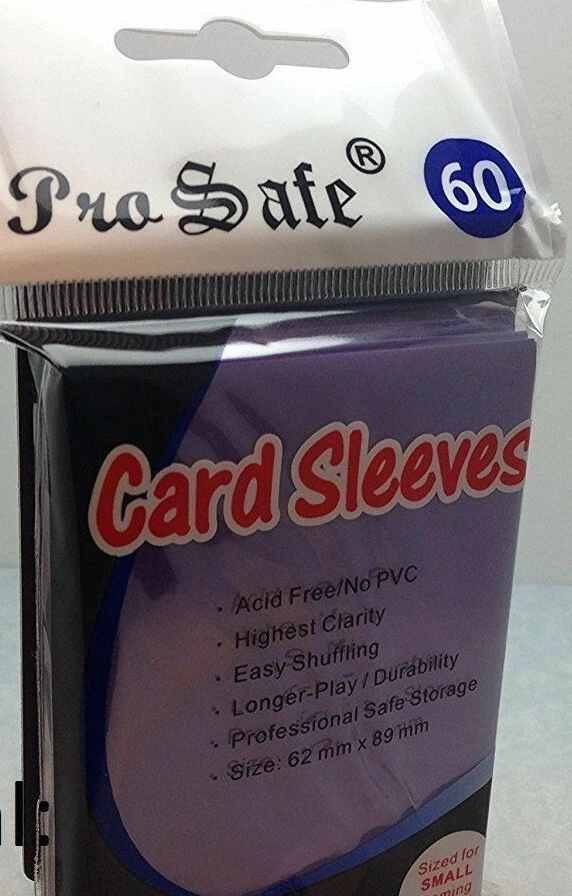 Pro Safe®
60
Card Sleeves
• Acid Free/No PVC
• Highest Clarity
• Easy Shuffling
• Longer-Play / Durability
• Professional Safe Storage
• Size: 62 mm x 89 mm
Sized for
SMALL